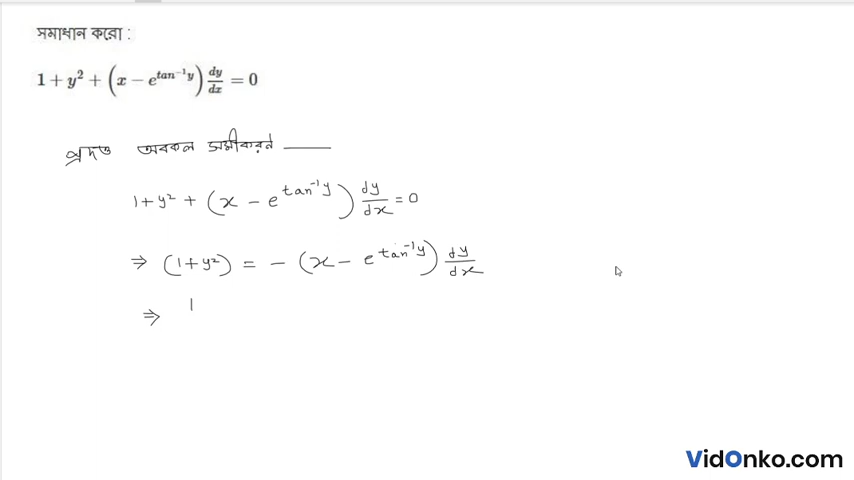 সমাধান করো :
1 + y² + (x − e^{tan⁻¹y}) dy/dx = 0
প্রদত্ত অবকল সমীকরণ ——
1+y² + (x − e^{tan⁻¹y}) dy/dx = 0
⇒ (1+y²) = − (x − e^{tan⁻¹y}) dy/dx
⇒ 1
VidOnko.com